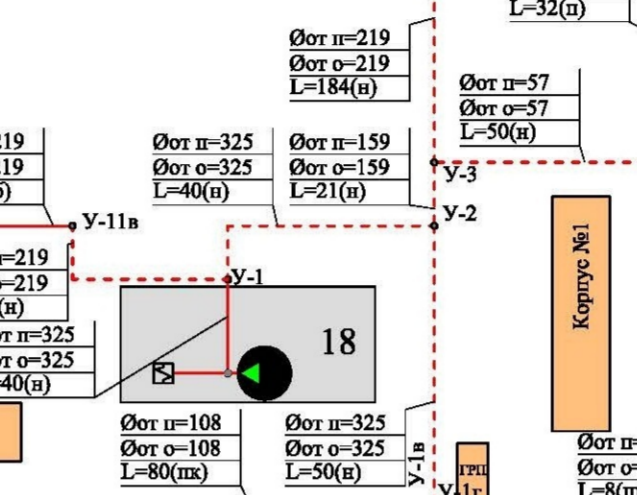 L=32(п)
Øот п=219
Øот о=219
L=184(н)
Øот п=57
Øот о=57
L=50(н)
219
219
б)
Øот п=325
Øот о=325
L=40(н)
Øот п=159
Øот о=159
L=21(н)
У-3
У-2
У-11в
=219
=219
(н)
У-1
Корпус №1
т п=325
т о=325
40(н)
18
Øот п=108
Øот о=108
L=80(пк)
Øот п=325
Øот о=325
L=50(н)
У-1в
ГРП
У-1г
Øот п=
Øот о=
L=8(п